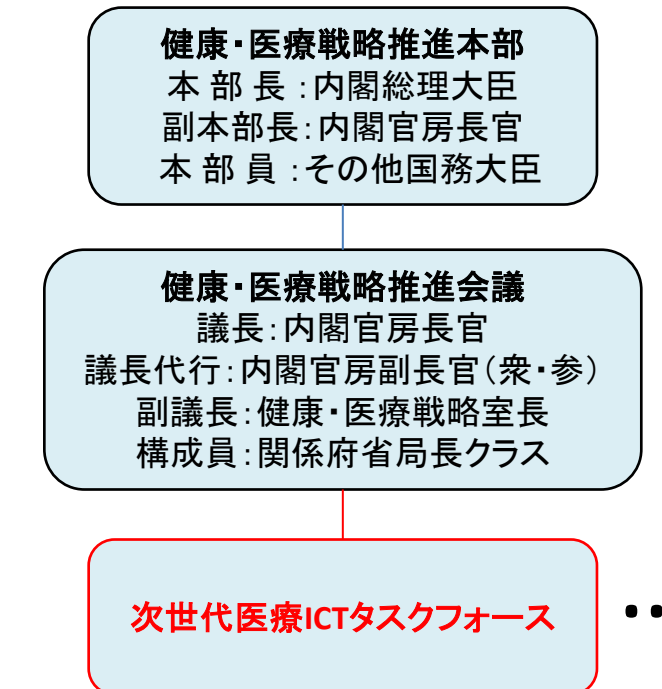 健康・医療戦略推進本部
本 部 長 ：内閣総理大臣
副本部長：内閣官房長官
本 部 員 ：その他国務大臣
健康・医療戦略推進会議
議長：内閣官房長官
議長代行：内閣官房副長官（衆・参）
副議長：健康・医療戦略室長
構成員：関係府省局長クラス
次世代医療ICTタスクフォース